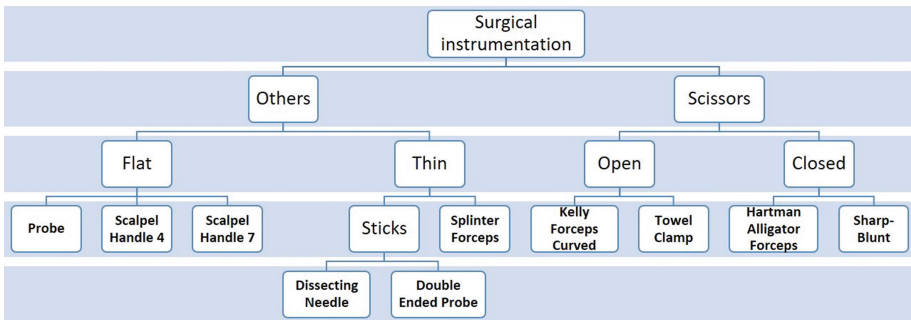 Surgical
instrumentation
Others
Scissors
Flat
Thin
Open
Closed
Probe
Scalpel
Handle 4
Scalpel
Handle 7
Sticks
Splinter
Forceps
Kelly
Forceps
Curved
Towel
Clamp
Hartman
Alligator
Forceps
Sharp-
Blunt
Dissecting
Needle
Double
Ended Probe